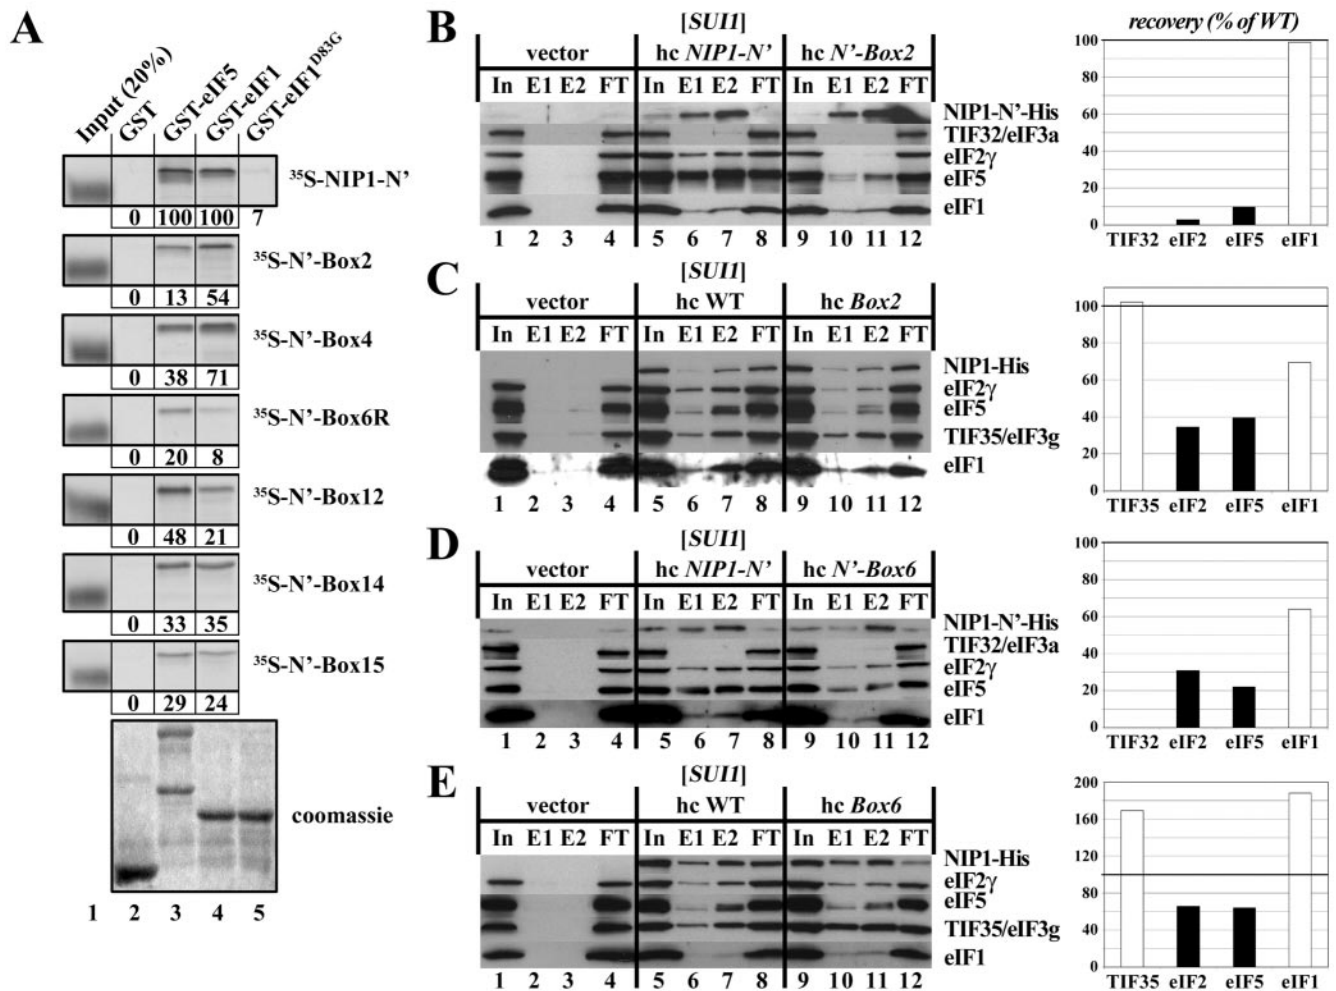 A
Input (20%)
GST
GST-eIF5
GST-eIF1
GST-eIF1D83G
35S-NIP1-N’
0 100 100 7
35S-N’-Box2
0 13 54
35S-N’-Box4
0 38 71
35S-N’-Box6R
0 20 8
35S-N’-Box12
0 48 21
35S-N’-Box14
0 33 35
35S-N’-Box15
0 29 24
coomassie
1 2 3 4 5
B
[SUI1]
vector hc NIP1-N’ hc N’-Box2
In E1 E2 FT In E1 E2 FT In E1 E2 FT
NIP1-N’-His
TIF32/eIF3a
eIF2γ
eIF5
eIF1
1 2 3 4 5 6 7 8 9 10 11 12
recovery (% of WT)
100
80
60
40
20
0
TIF32 eIF2 eIF5 eIF1
C
[SUI1]
vector hc WT hc Box2
In E1 E2 FT In E1 E2 FT In E1 E2 FT
NIP1-His
eIF2γ
eIF5
TIF35/eIF3g
eIF1
1 2 3 4 5 6 7 8 9 10 11 12
100
80
60
40
20
0
TIF35 eIF2 eIF5 eIF1
D
[SUI1]
vector hc NIP1-N’ hc N’-Box6
In E1 E2 FT In E1 E2 FT In E1 E2 FT
NIP1-N’-His
TIF32/eIF3a
eIF2γ
eIF5
eIF1
1 2 3 4 5 6 7 8 9 10 11 12
100
80
60
40
20
0
TIF32 eIF2 eIF5 eIF1
E
[SUI1]
vector hc WT hc Box6
In E1 E2 FT In E1 E2 FT In E1 E2 FT
NIP1-His
eIF2γ
eIF5
TIF35/eIF3g
eIF1
1 2 3 4 5 6 7 8 9 10 11 12
200
160
120
80
40
0
TIF35 eIF2 eIF5 eIF1